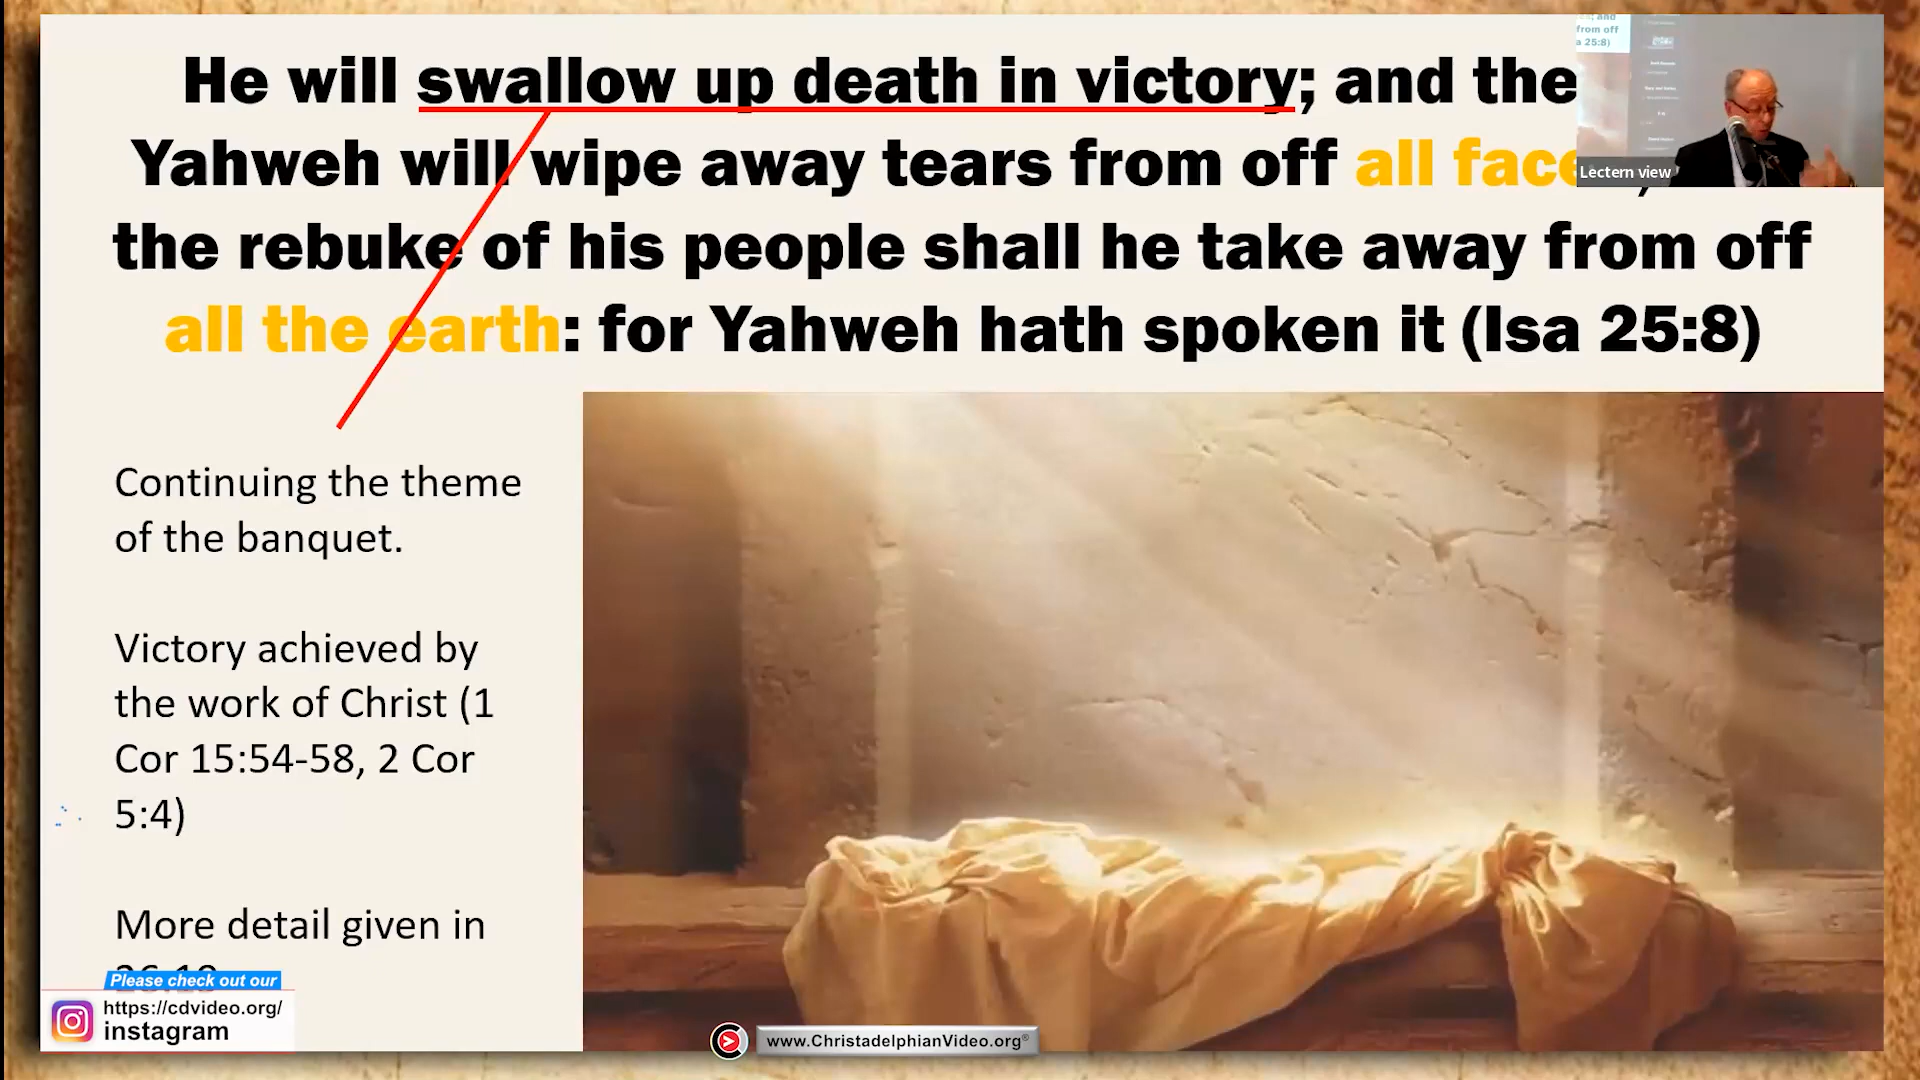 He will swallow up death in victory; and the
Yahweh will wipe away tears from off all face
the rebuke of his people shall he take away from off
all the earth: for Yahweh hath spoken it (Isa 25:8)
from off
a 25:8)
Lectern view
Continuing the theme
of the banquet.
Victory achieved by
the work of Christ (1
Cor 15:54-58, 2 Cor
5:4)
More detail given in
Please check out our
https://cdvideo.org/
instagram
www.ChristadelphianVideo.org®